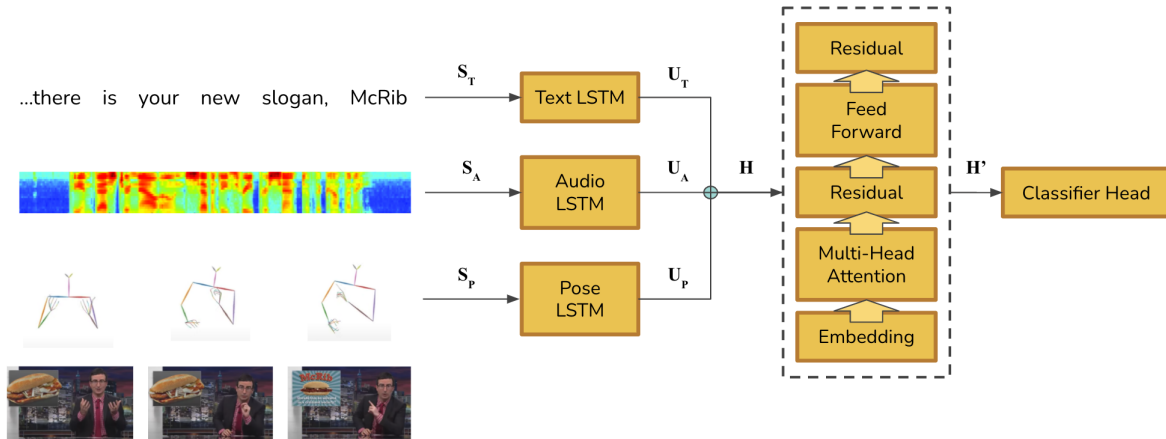 ...there is your new slogan, McRib
S_T
Text LSTM
U_T
S_A
Audio
LSTM
U_A
S_P
Pose
LSTM
U_P
H
Residual
Feed
Forward
Residual
Multi-Head
Attention
Embedding
H'
Classifier Head
McRib